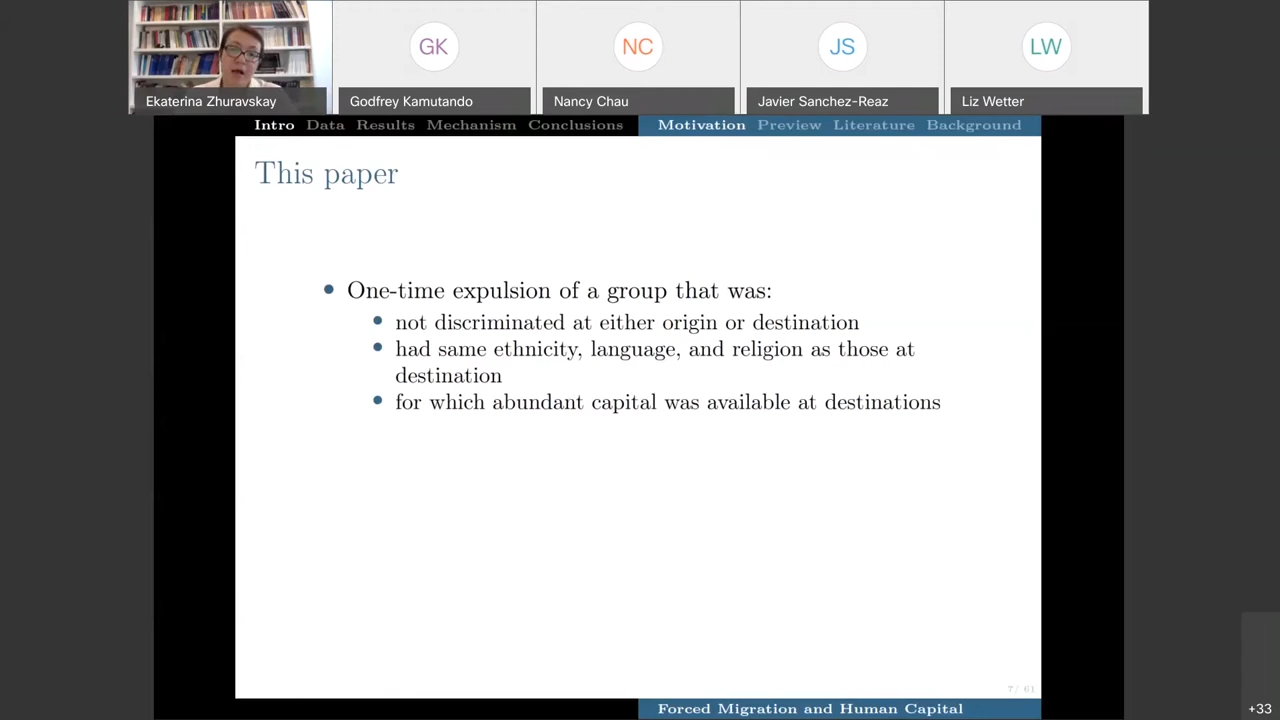 GK
NC
JS
LW
Ekaterina Zhuravskay
Godfrey Kamutando
Nancy Chau
Javier Sanchez-Reaz
Liz Wetter
Intro Data Results Mechanism Conclusions
Motivation Preview Literature Background
This paper
One-time expulsion of a group that was:
not discriminated at either origin or destination
had same ethnicity, language, and religion as those at
destination
for which abundant capital was available at destinations
7/ 61
Forced Migration and Human Capital
+33